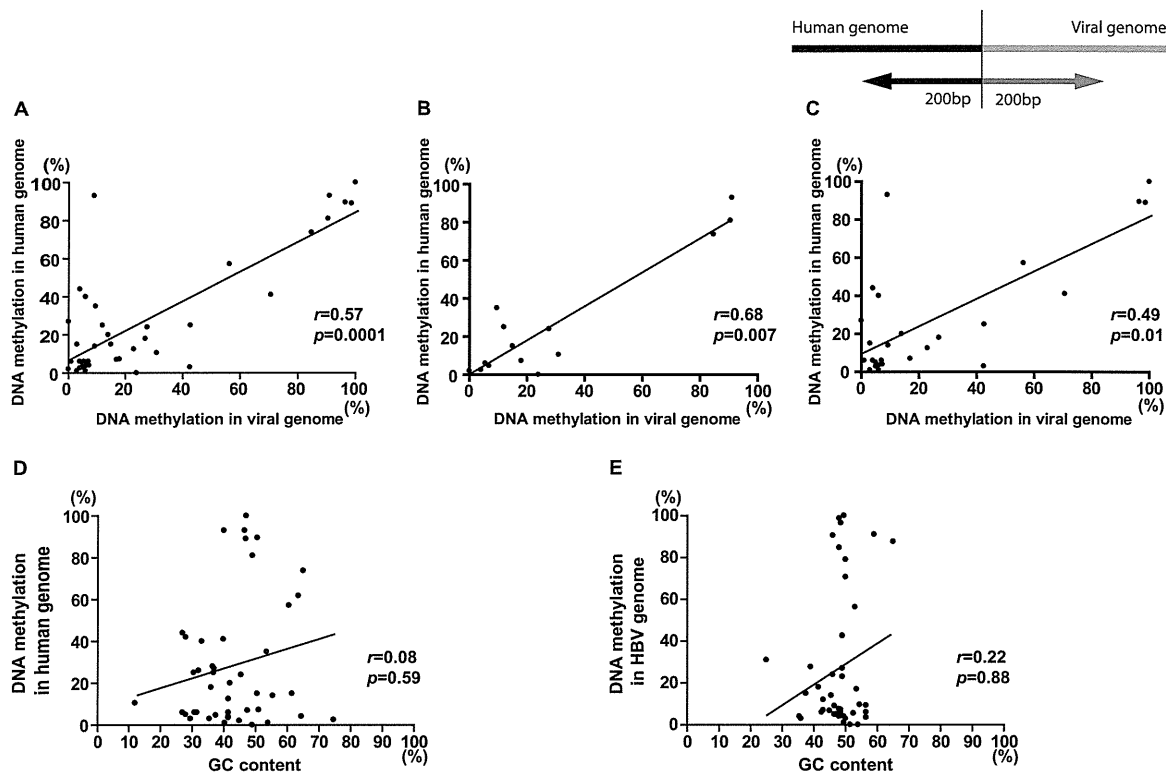 Human genome
Viral genome
200bp
200bp
A
(%)
100
80
60
40
20
0
DNA methylation in human genome
0
20
40
60
80
100
(%)
DNA methylation in viral genome
r=0.57
p=0.0001
B
(%)
100
80
60
40
20
0
DNA methylation in human genome
0
20
40
60
80
100
(%)
DNA methylation in viral genome
r=0.68
p=0.007
C
(%)
100
80
60
40
20
0
DNA methylation in human genome
0
20
40
60
80
100
(%)
DNA methylation in viral genome
r=0.49
p=0.01
D
(%)
100
80
60
40
20
0
DNA methylation
in human genome
0
10
20
30
40
50
60
70
80
90
100
(%)
GC content
r=0.08
p=0.59
E
(%)
100
80
60
40
20
0
DNA methylation
in HBV genome
0
10
20
30
40
50
60
70
80
90
100
(%)
GC content
r=0.22
p=0.88